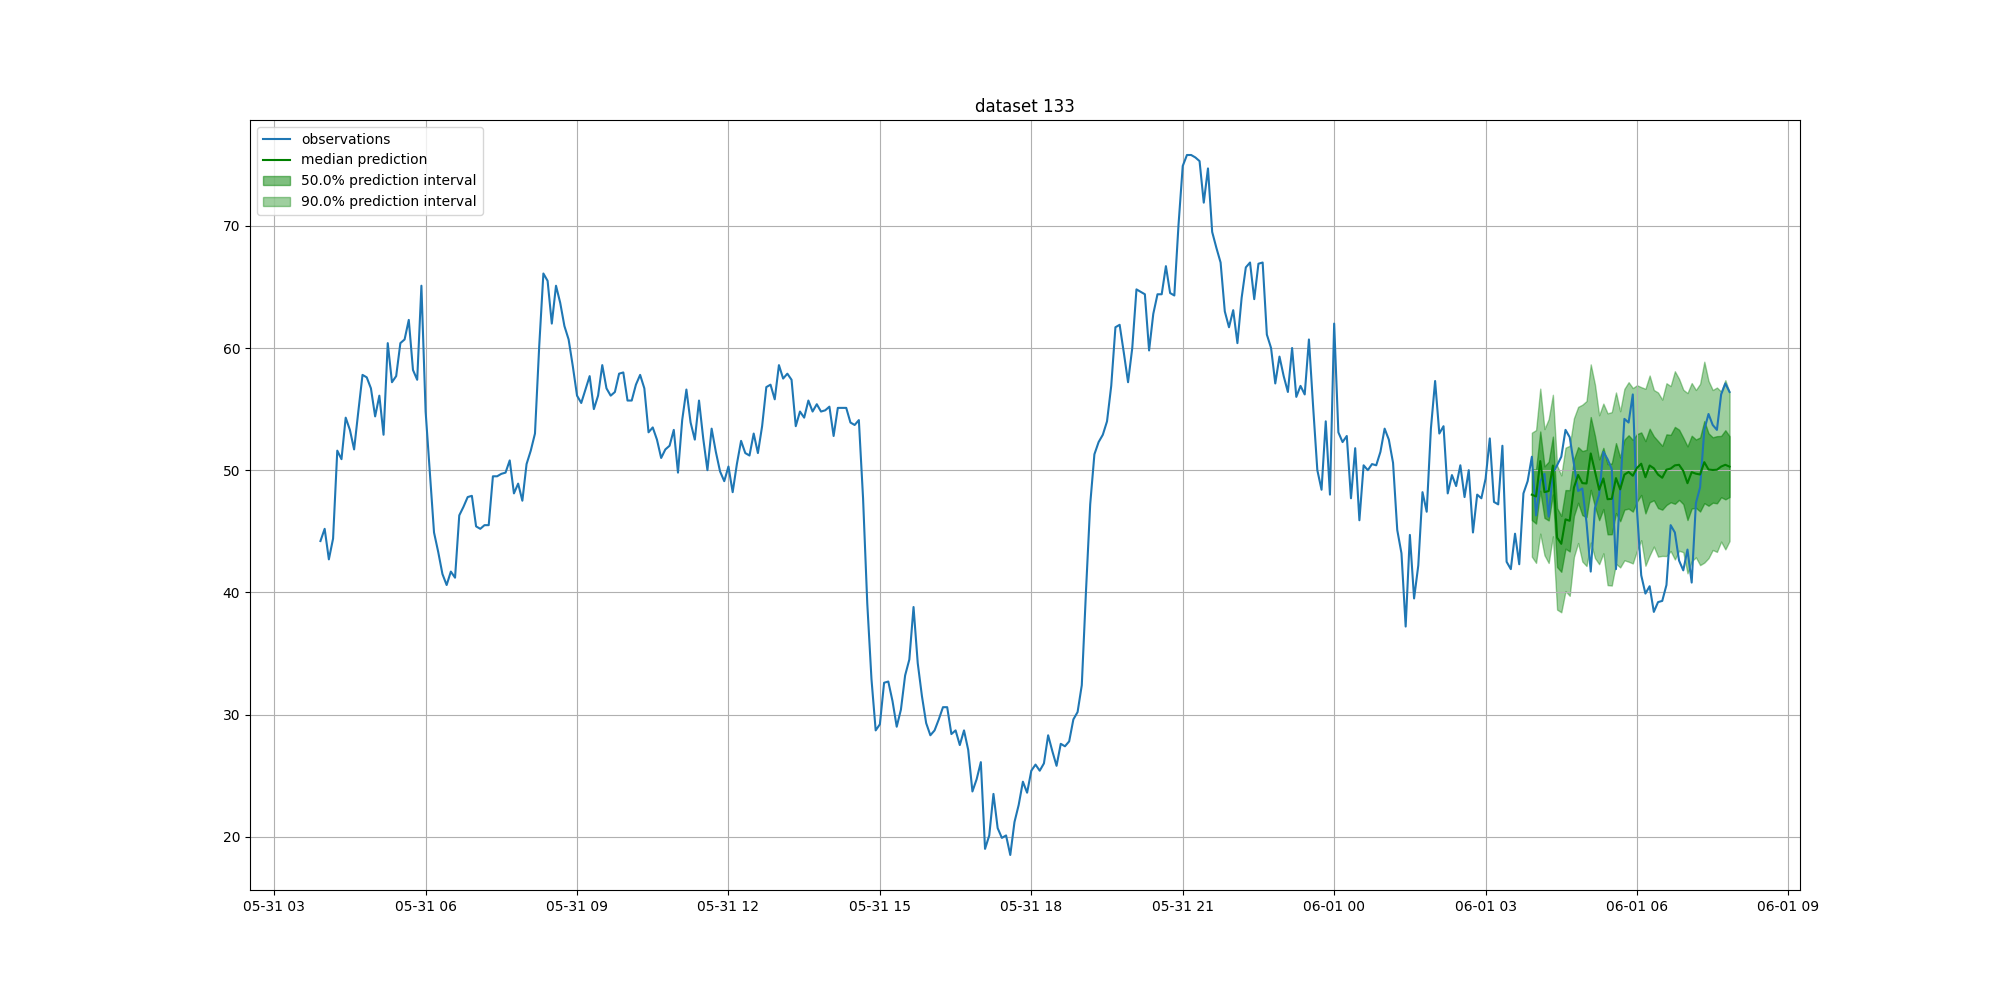 dataset 133
observations
median prediction
50.0% prediction interval
90.0% prediction interval
70
60
50
40
30
20
05-31 03 05-31 06 05-31 09 05-31 12 05-31 15 05-31 18 05-31 21 06-01 00 06-01 03 06-01 06 06-01 09